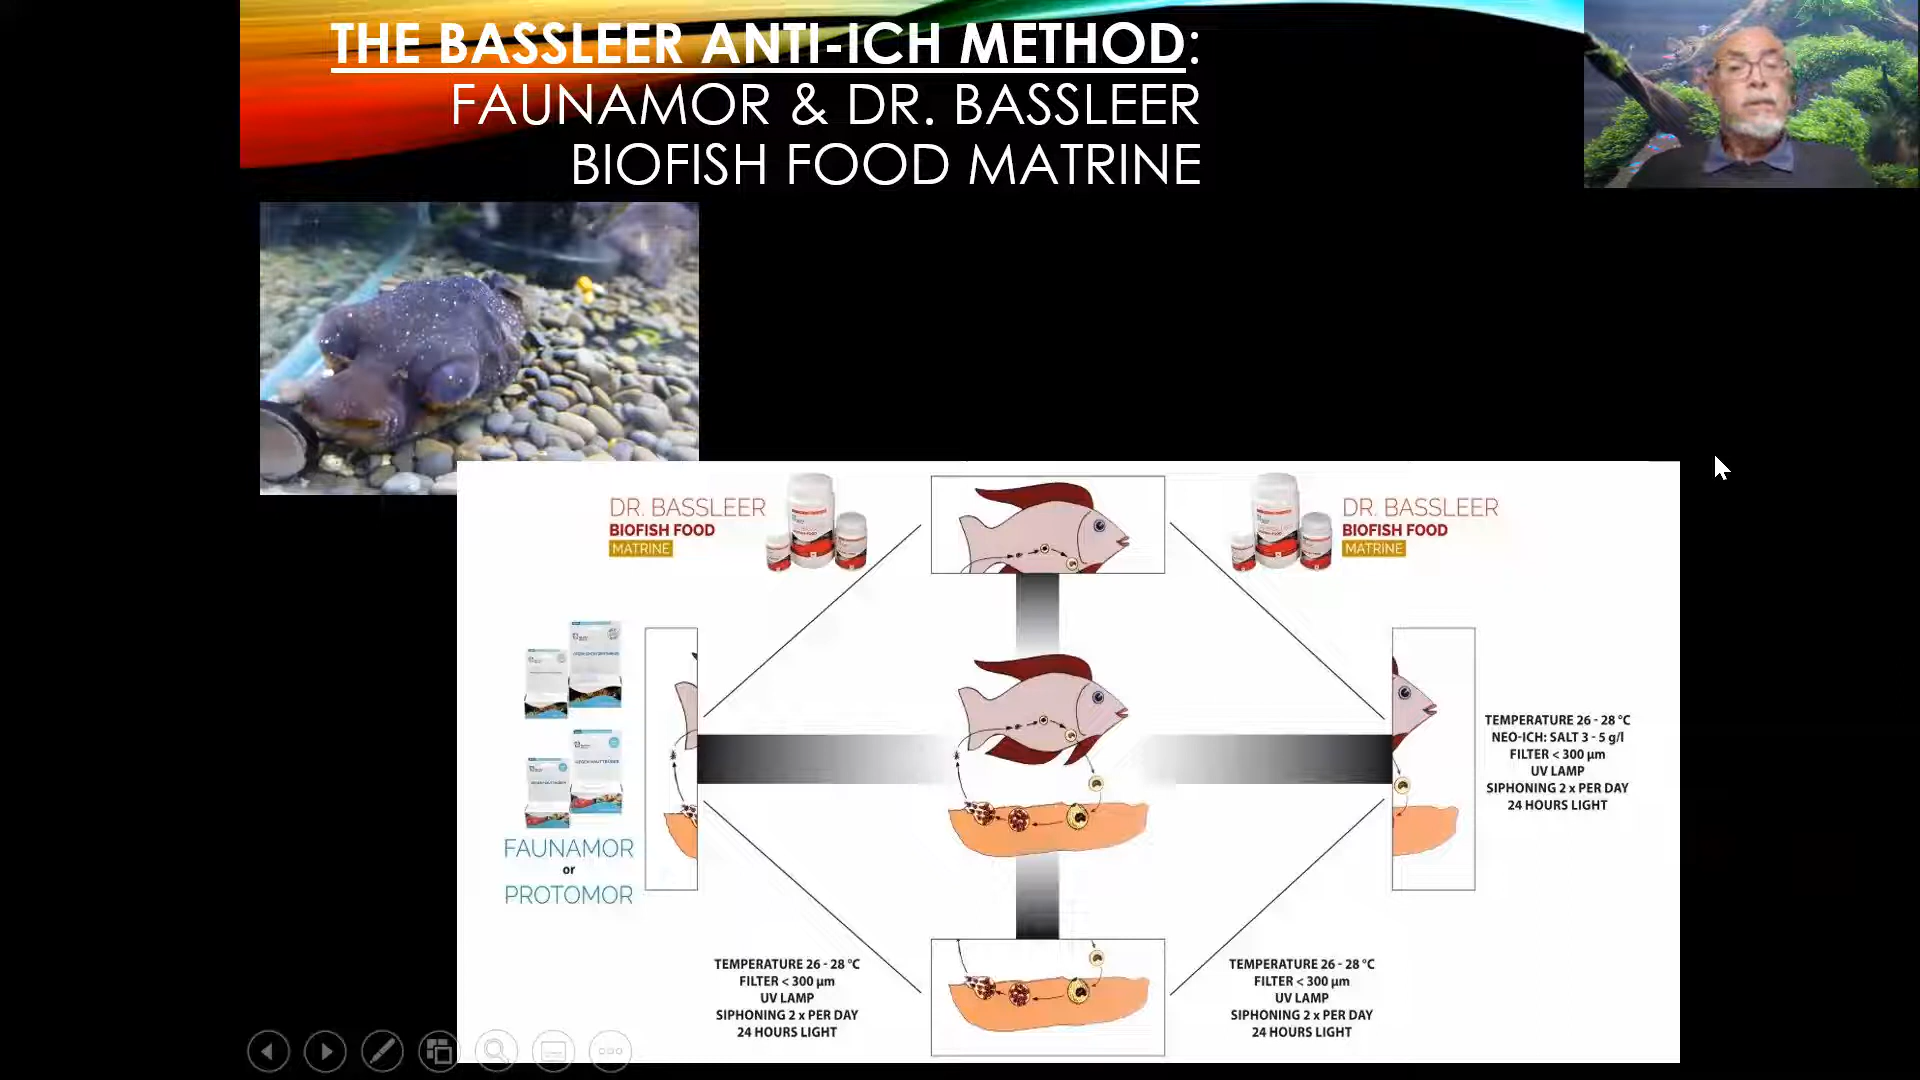 THE BASSLEER ANTI-ICH METHOD:
FAUNAMOR & DR. BASSLEER
BIOFISH FOOD MATRINE
DR. BASSLEER
BIOFISH FOOD
MATRINE
DR. BASSLEER
BIOFISH FOOD
MATRINE
FAUNAMOR
or
PROTOMOR
TEMPERATURE 26 - 28 °C
NEO-ICH: SALT 3 - 5 g/l
FILTER < 300 µm
UV LAMP
SIPHONING 2 x PER DAY
24 HOURS LIGHT
TEMPERATURE 26 - 28 °C
FILTER < 300 µm
UV LAMP
SIPHONING 2 x PER DAY
24 HOURS LIGHT
TEMPERATURE 26 - 28 °C
FILTER < 300 µm
UV LAMP
SIPHONING 2 x PER DAY
24 HOURS LIGHT